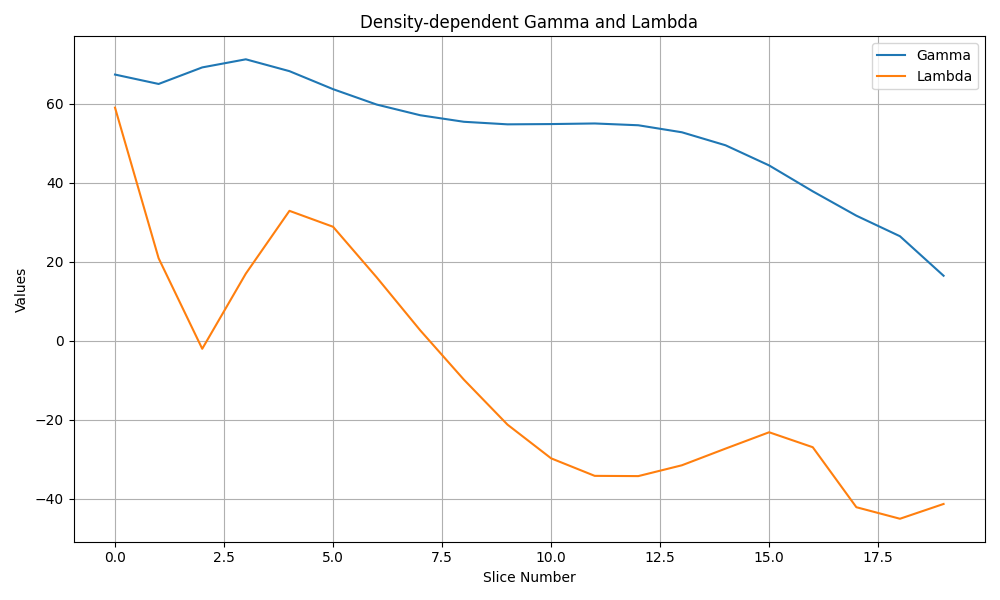 Density-dependent Gamma and Lambda
Gamma
Lambda
60
40
20
0
−20
−40
Values
0.0 2.5 5.0 7.5 10.0 12.5 15.0 17.5
Slice Number